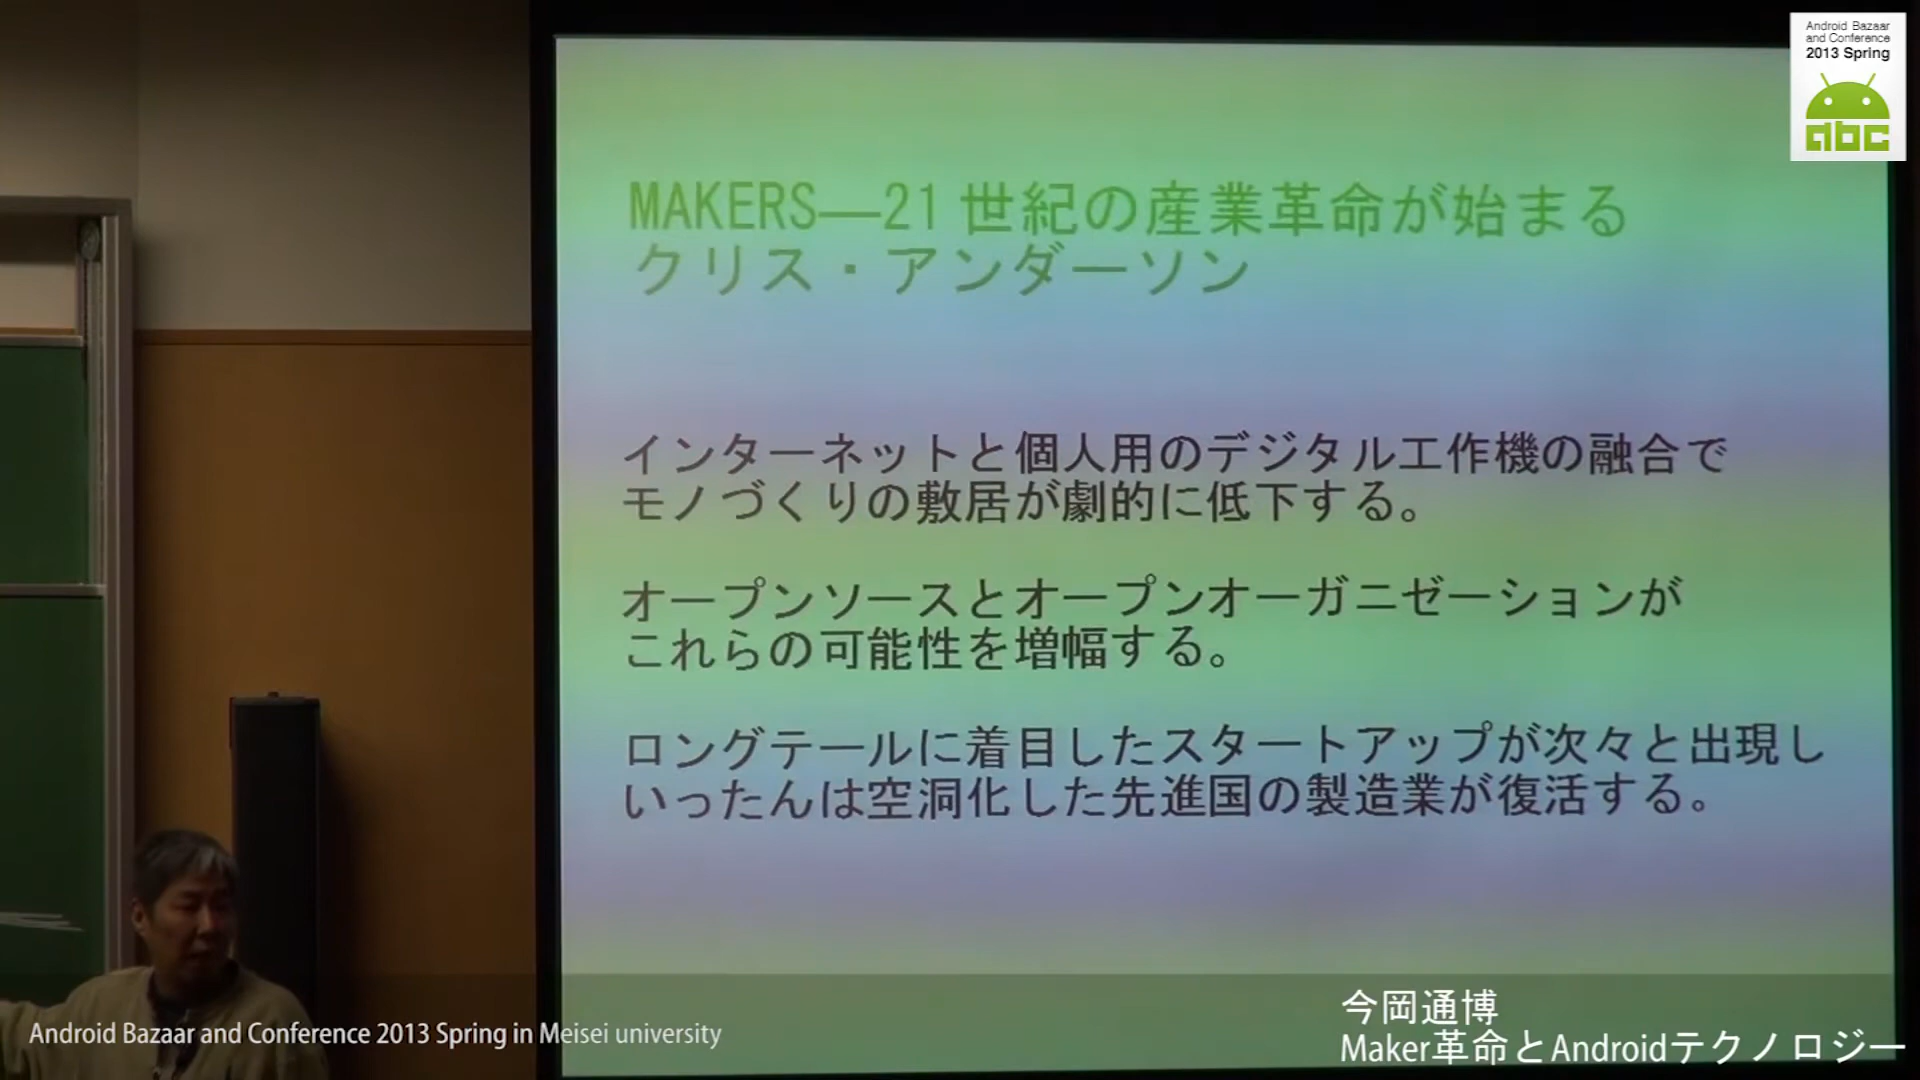 Android Bazaar
and Conference
2013 Spring
abc
MAKERS―21世紀の産業革命が始まる
クリス・アンダーソン
インターネットと個人用のデジタル工作機の融合で
モノづくりの敷居が劇的に低下する。
オープンソースとオープンオーガニゼーションが
これらの可能性を増幅する。
ロングテールに着目したスタートアップが次々と出現し
いったんは空洞化した先進国の製造業が復活する。
今岡通博
Android Bazaar and Conference 2013 Spring in Meisei university
Maker革命とAndroidテクノロジー